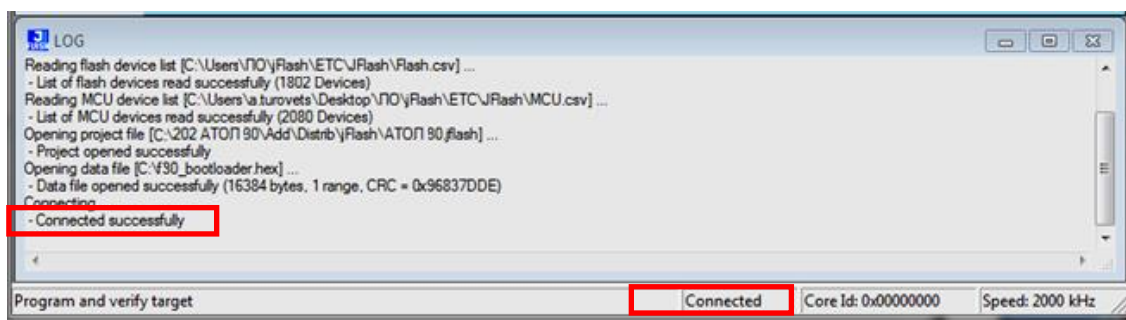 LOG
Reading flash device list [C:\Users\ПО\jFlash\ETC\JFlash\Flash.csv] ...
- List of flash devices read successfully (1802 Devices)
Reading MCU device list [C:\Users\a.turovets\Desktop\ПО\jFlash\ETC\JFlash\MCU.csv] ...
- List of MCU devices read successfully (2080 Devices)
Opening project file [C:\202 АТОЛ 90\Add\Distrib\jFlash\АТОЛ 90.jflash] ...
- Project opened successfully
Opening data file [C:\f90_bootloader.hex] ...
- Data file opened successfully (16384 bytes, 1 range, CRC = 0x96837DDE)
Connecting ...
- Connected successfully
Program and verify target Connected Core Id: 0x00000000 Speed: 2000 kHz